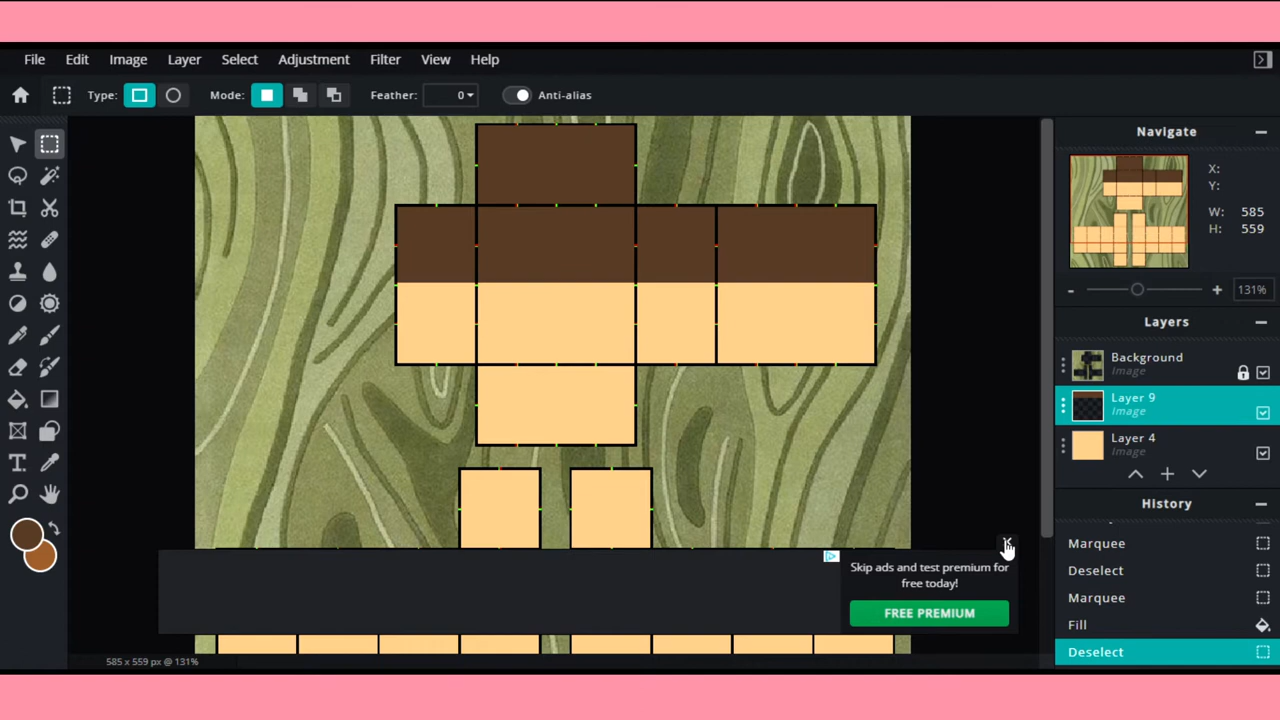 File Edit Image Layer Select Adjustment Filter View Help
Type: Mode: Feather: 0 Anti-alias
Navigate
X:
Y:
W: 585
H: 559
- + 131%
Layers
Background
Image
Layer 9
Image
Layer 4
Image
History
Marquee
Deselect
Marquee
Fill
Deselect
Skip ads and test premium for
free today!
FREE PREMIUM
585 x 559 px @ 131%